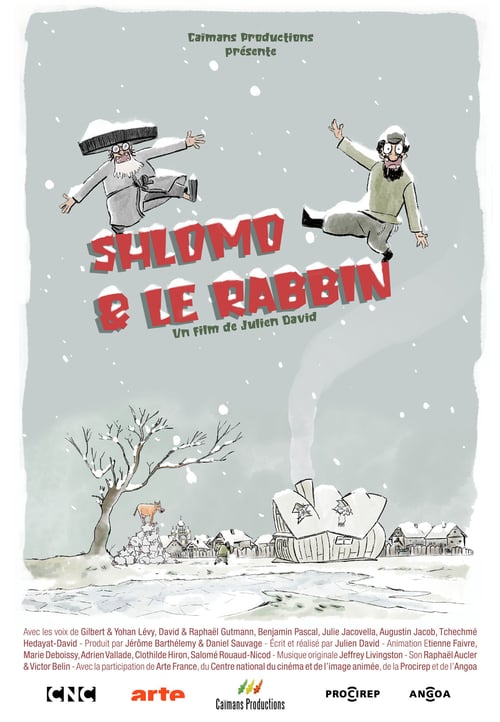 Caimans Productions
présente
SHLOMO
& LE RABBIN
Un film de Julien David
Avec les voix de Gilbert & Yohan Lévy, David & Raphaël Gutmann, Benjamin Pascal, Julie Jacovella, Augustin Jacob, Tchechmé
Hedayat-David - Produit par Jérôme Barthélemy & Daniel Sauvage - Écrit et réalisé par Julien David - Animation Etienne Faivre,
Marie Deboissy, Adrien Vallade, Clothilde Hiron, Salomé Rouaud-Nicod - Musique originale Jeffrey Livingston - Son Raphaël Aucler
& Victor Belin - Avec la participation de Arte France, du Centre national du cinéma et de l'image animée, de la Procirep et de l'Angoa
CNC
arte
Caimans Productions
PROCIREP
ANGOA